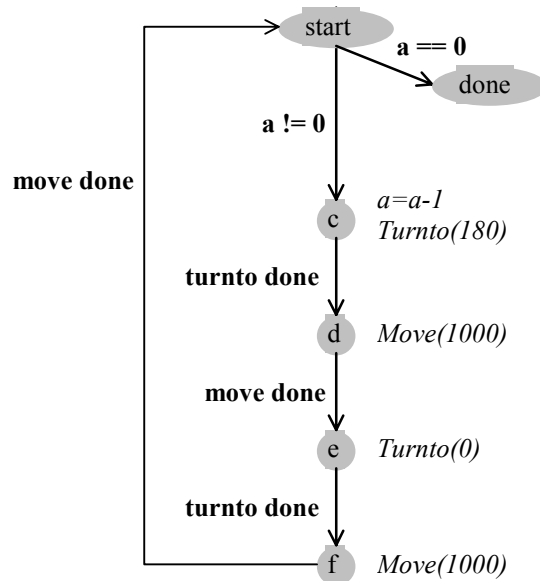 start
a == 0
done
a != 0
move done
c
a=a-1
Turnto(180)
turnto done
d
Move(1000)
move done
e
Turnto(0)
turnto done
f
Move(1000)